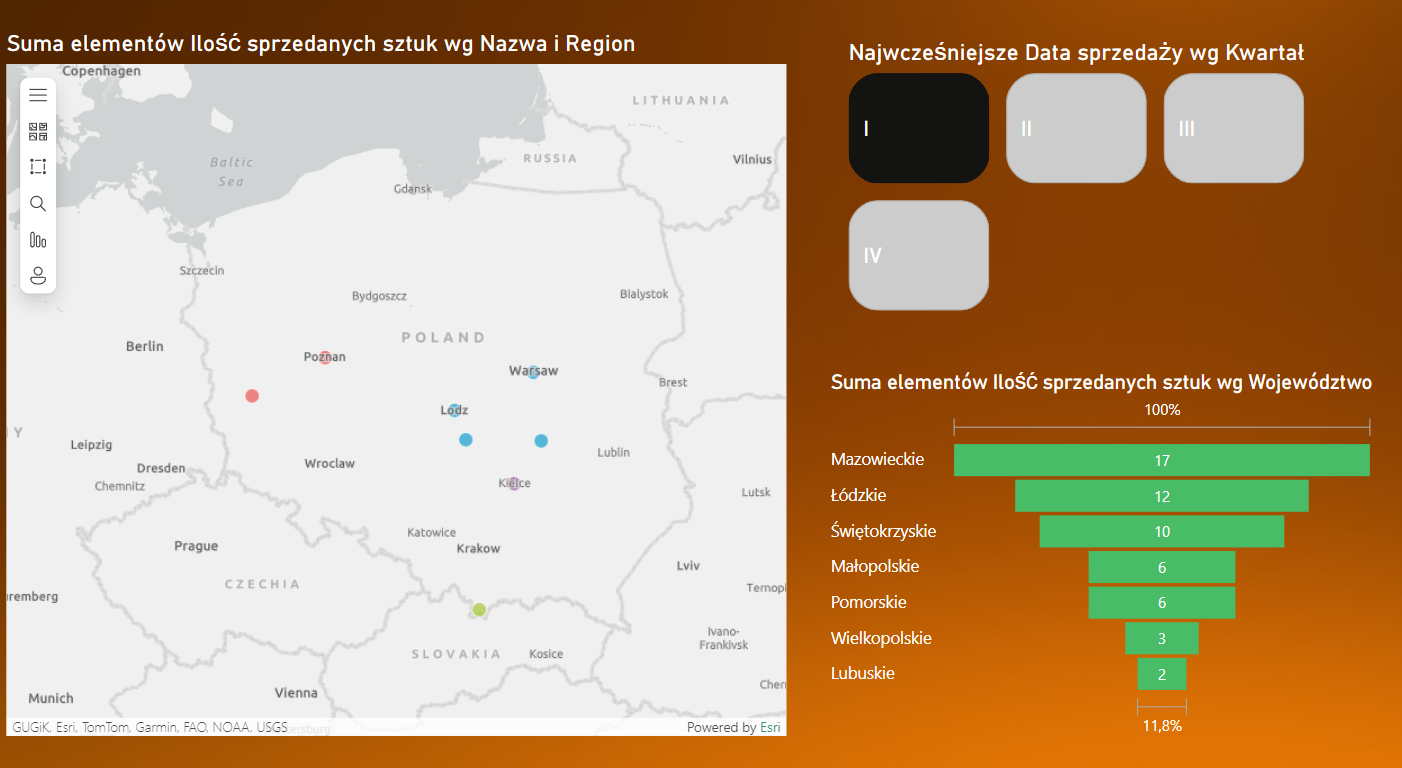 Suma elementów Ilość sprzedanych sztuk wg Nazwa i Region
Copenhagen
LITHUANIA
Baltic
Sea
RUSSIA
Vilnius
Gdansk
Szczecin
Bydgoszcz
Bialystok
POLAND
Berlin
Poznan
Warsaw
Brest
Lodz
Y
Leipzig
Dresden
Wroclaw
Lublin
Chemnitz
Kielce
Lutsk
Katowice
Krakow
Prague
Lviv
CZECHIA
Ternopi
uremberg
Ivano-
Frankivsk
SLOVAKIA
Kosice
Cher
Munich
Vienna
GUGiK, Esri, TomTom, Garmin, FAO, NOAA, USGS
Powered by Esri
Najwcześniejsze Data sprzedaży wg Kwartał
I
II
III
IV
Suma elementów Ilość sprzedanych sztuk wg Województwo
100%
Mazowieckie 17
Łódzkie 12
Świętokrzyskie 10
Małopolskie 6
Pomorskie 6
Wielkopolskie 3
Lubuskie 2
11,8%